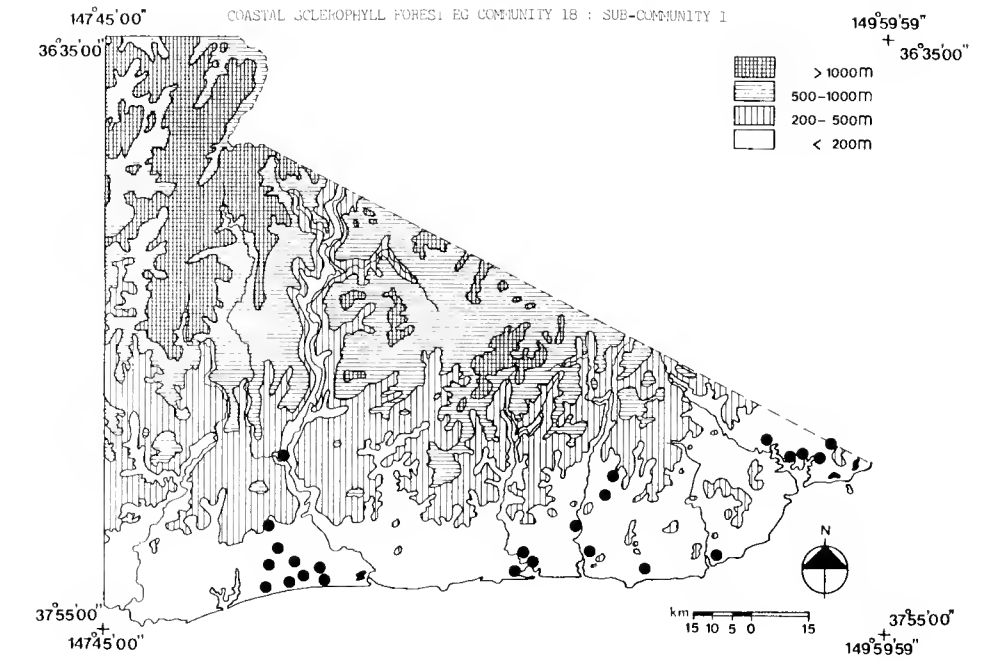 COASTAL SCLEROPHYLL FOREST EG COMMUNITY 18 : SUB-COMMUNITY 1
147°45'00"
36°35'00"
149°59'59"
36°35'00"
>1000m
500-1000m
200-500m
< 200m
N
km
15 10 5 0 15
37°55'00"
147°45'00"
37°55'00"
149°59'59"